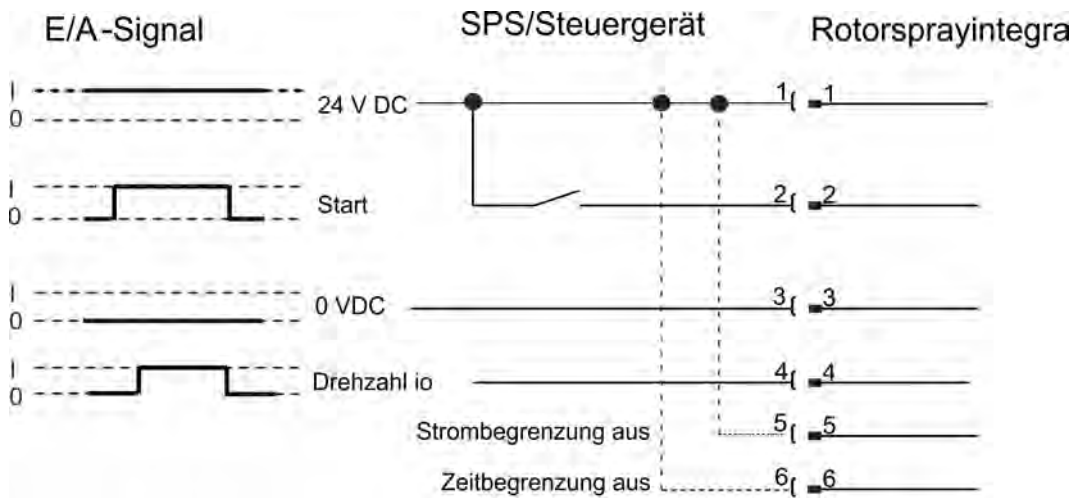 E/A-Signal SPS/Steuergerät Rotorsprayintegra
I
0
24 V DC 1 1
I
0
Start 2 2
I
0
0 VDC 3 3
I
0
Drehzahl io 4 4
Strombegrenzung aus 5 5
Zeitbegrenzung aus 6 6